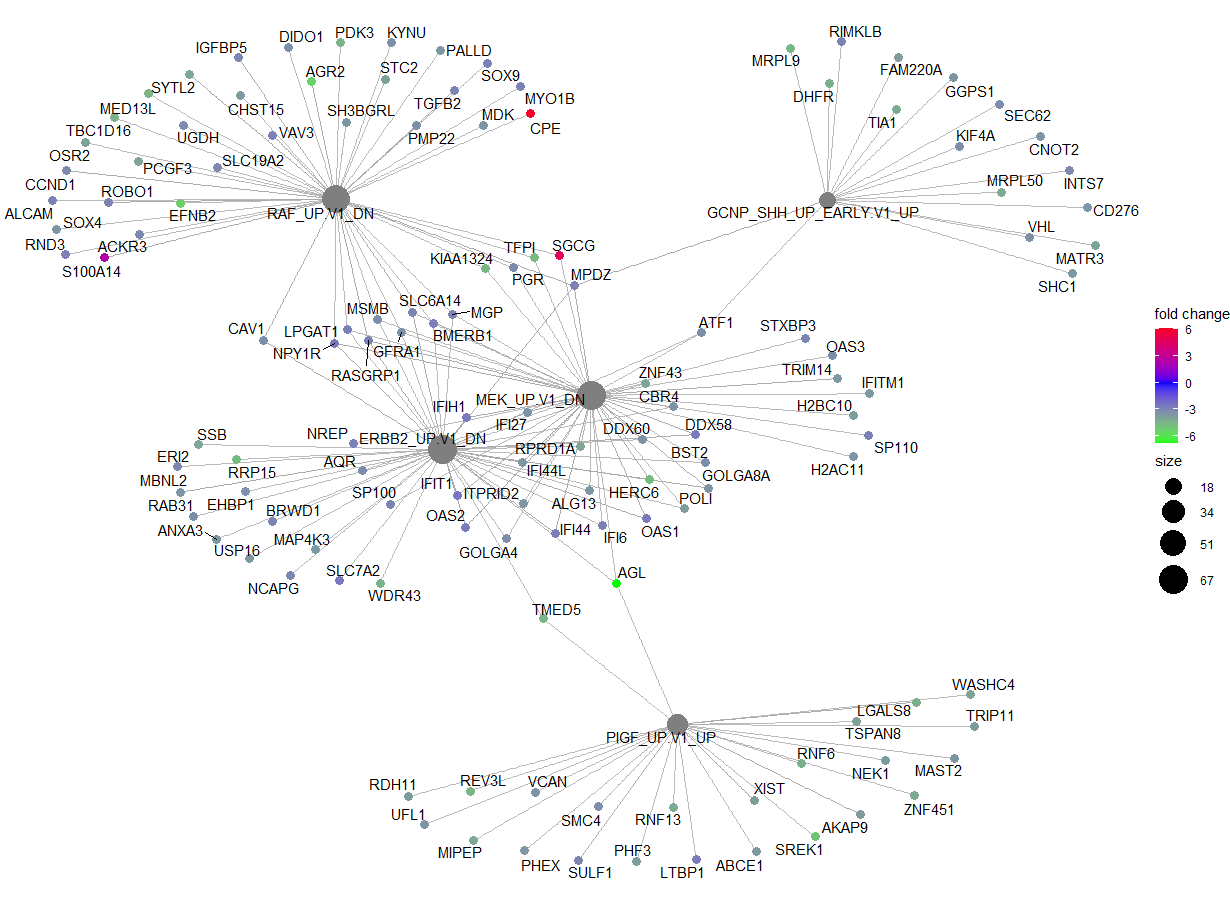 DIDO1
PDK3
KYNU
IGFBP5
PALLD
AGR2
STC2
SOX9
SYTL2
CHST15
SH3BGRL
TGFB2
MYO1B
MED13L
MDK
CPE
TBC1D16
UGDH
VAV3
PMP22
OSR2
PCGF3
SLC19A2
CCND1
ROBO1
ALCAM
SOX4
EFNB2
RAF_UP.V1_DN
RND3
ACKR3
S100A14
RIMKLB
MRPL9
FAM220A
DHFR
GGPS1
TIA1
SEC62
KIF4A
CNOT2
MRPL50
INTS7
GCNP_SHH_UP_EARLY.V1_UP
CD276
VHL
MATR3
SHC1
TFPI
SGCG
KIAA1324
PGR
MPDZ
SLC6A14
MSMB
MGP
CAV1
LPGAT1
BMERB1
NPY1R
GFRA1
RASGRP1
ATF1
STXBP3
OAS3
ZNF43
TRIM14
IFITM1
MEK_UP.V1_DN
CBR4
H2BC10
IFIH1
IFI27
DDX60
DDX58
SP110
SSB
NREP
ERBB2_UP.V1_DN
RPRD1A
BST2
H2AC11
ERI2
RRP15
AQR
IFI44L
GOLGA8A
MBNL2
IFIT1
ITPRID2
HERC6
POLI
RAB31
EHBP1
SP100
ALG13
ANXA3
BRWD1
OAS2
IFI44
IFI6
OAS1
USP16
MAP4K3
GOLGA4
NCAPG
SLC7A2
WDR43
AGL
TMED5
WASHC4
LGALS8
TRIP11
TSPAN8
PIGF_UP.V1_UP
RNF6
NEK1
MAST2
RDH11
REV3L
VCAN
XIST
ZNF451
UFL1
SMC4
RNF13
AKAP9
MIPEP
PHEX
SULF1
PHF3
LTBP1
ABCE1
SREK1
fold change
6
3
0
-3
-6
size
18
34
51
67